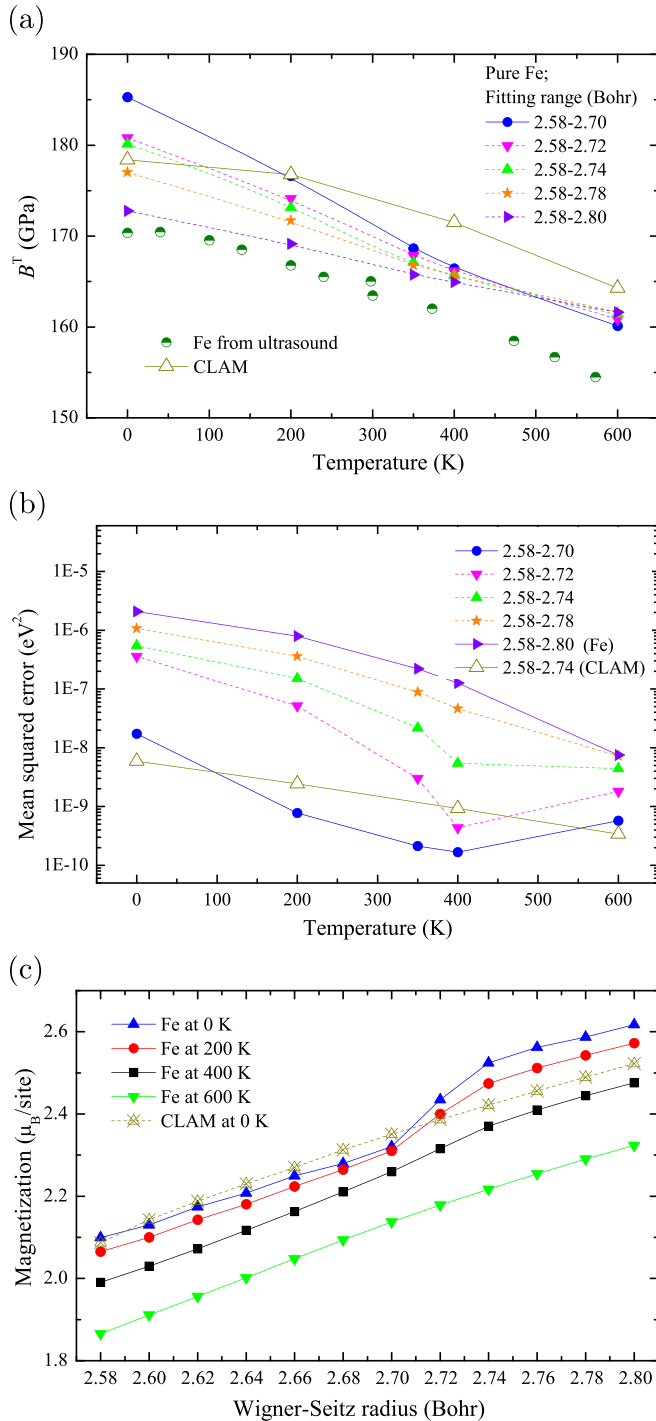 (a)
190
180
170
160
150
B^T (GPa)
Pure Fe;
Fitting range (Bohr)
2.58-2.70
2.58-2.72
2.58-2.74
2.58-2.78
2.58-2.80
Fe from ultrasound
CLAM
0 100 200 300 400 500 600
Temperature (K)
(b)
1E-5
1E-6
1E-7
1E-8
1E-9
1E-10
Mean squared error (eV²)
2.58-2.70
2.58-2.72
2.58-2.74
2.58-2.78
2.58-2.80 (Fe)
2.58-2.74 (CLAM)
0 100 200 300 400 500 600
Temperature (K)
(c)
2.6
2.4
2.2
2.0
1.8
Magnetization (μ_B/site)
Fe at 0 K
Fe at 200 K
Fe at 400 K
Fe at 600 K
CLAM at 0 K
2.58 2.60 2.62 2.64 2.66 2.68 2.70 2.72 2.74 2.76 2.78 2.80
Wigner-Seitz radius (Bohr)